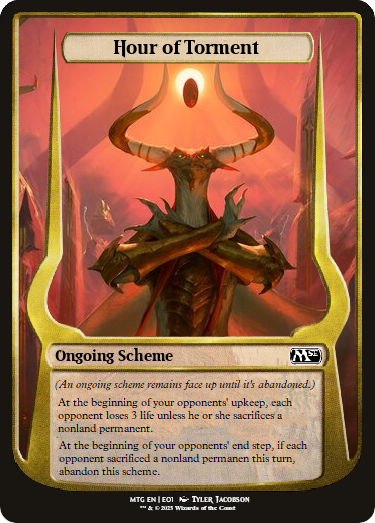 Hour of Torment
Ongoing Scheme
(An ongoing scheme remains face up until it's abandoned.)
At the beginning of your opponents' upkeep, each
opponent loses 3 life unless he or she sacrifices a
nonland permanent.
At the beginning of your opponents' end step, if each
opponent sacrificed a nonland permanen this turn,
abandon this scheme.
MTG EN | E01 Tyler Jacobson
™ & © 2023 Wizards of the Coast